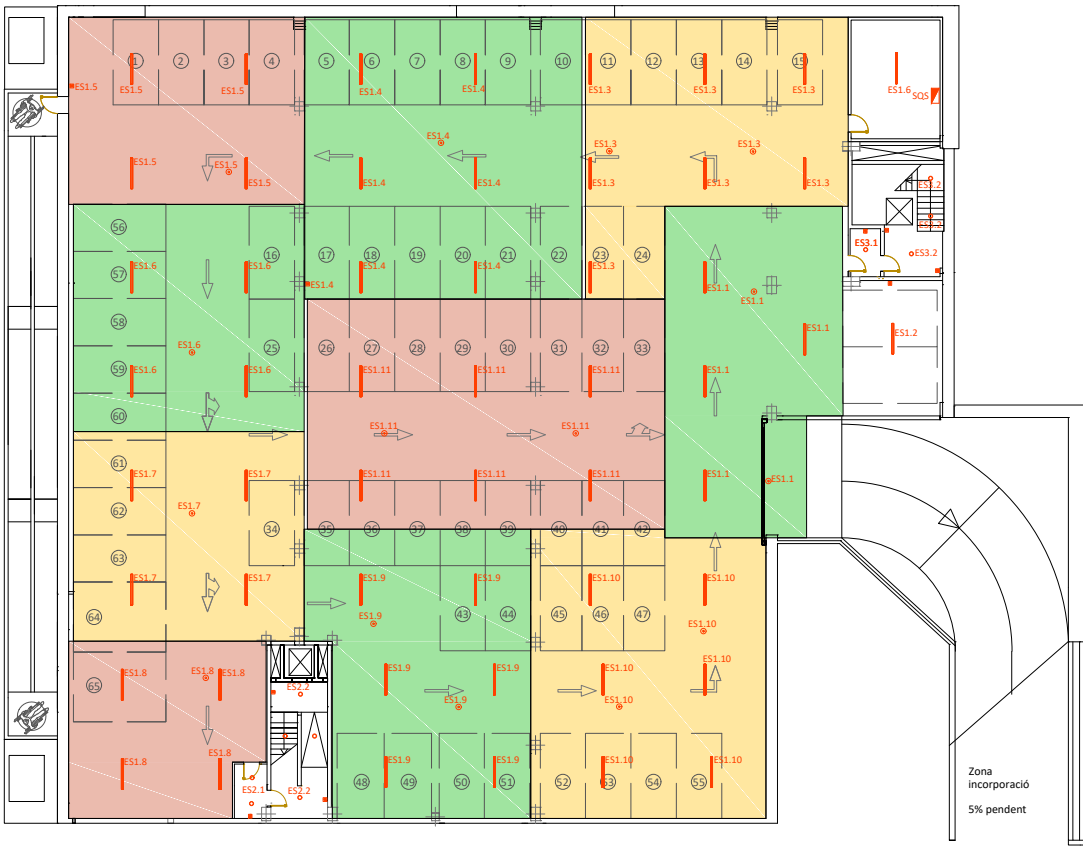 1 2 3 4 5 6 7 8 9 10 11 12 13 14 15
ES1.6
SQS
ES1.5 ES1.5 ES1.5 ES1.4 ES1.4 ES1.3 ES1.3 ES1.3
ES1.4 ES1.3 ES1.3
ES1.5 ES1.5 ES1.5 ES1.4 ES1.4 ES1.3 ES1.3 ES1.3
ES3.2
ES3.2
ES3.1 ES3.2
56 16 17 18 19 20 21 22 23 24
57 ES1.6 ES1.6 ES1.4 ES1.4 ES1.4 ES1.3 ES1.1 ES1.1
58 ES1.1 ES1.2
ES1.6 25 26 27 28 29 30 31 32 33
59 ES1.6 ES1.6 ES1.11 ES1.11 ES1.11 ES1.1
60
ES1.11 ES1.11
61 ES1.7 ES1.7 ES1.11 ES1.11 ES1.11 ES1.1 ES1.1
62 ES1.7
34 35 36 37 38 39 40 41 42
63
ES1.7 ES1.7 ES1.9 ES1.9 ES1.10 ES1.10
64 ES1.9 43 44 45 46 47 ES1.10
65 ES1.8 ES1.8 ES1.8 ES1.9 ES1.9 ES1.10 ES1.10
ES2.2
ES1.9 ES1.10
ES1.8 ES1.8 ES1.9 ES1.9 ES1.10 ES1.10
48 49 50 51 52 53 54 55
ES2.1 ES2.2
Zona
incorporació
5% pendent